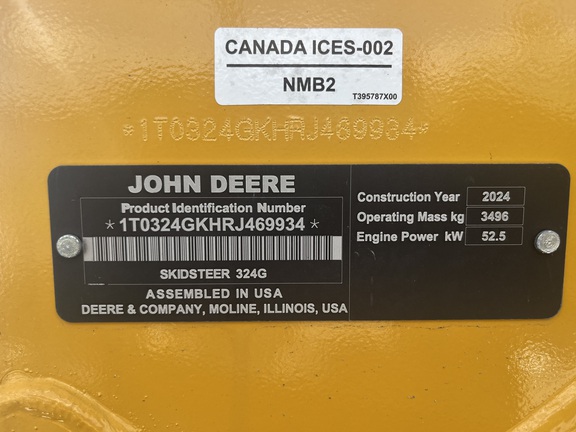 CANADA ICES-002
NMB2
T395787X00
*1T0324GKHRJ469934*
JOHN DEERE
Product Identification Number
*1T0324GKHRJ469934*
SKIDSTEER 324G
ASSEMBLED IN USA
DEERE & COMPANY, MOLINE, ILLINOIS, USA
Construction Year 2024
Operating Mass kg 3496
Engine Power kW 52.5